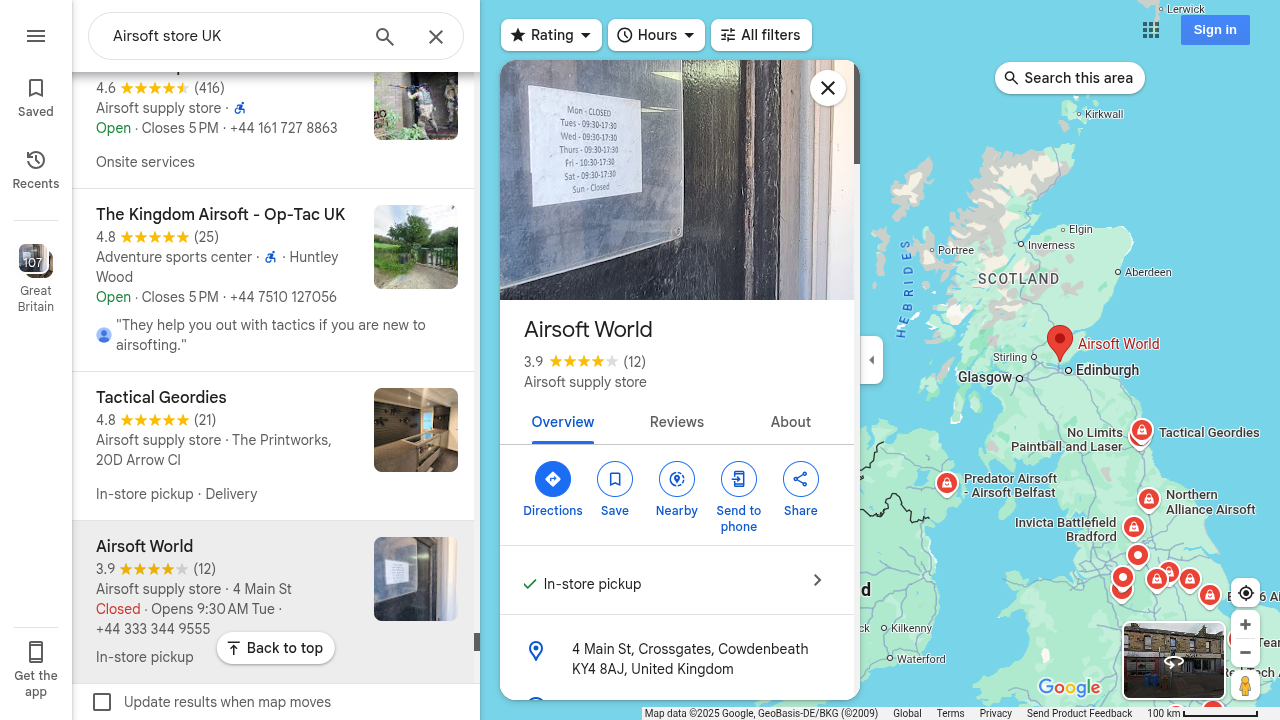 Airsoft store UK
Saved
Recents
107
Great
Britain
Get the
app
4.6 (416)
Airsoft supply store ·
Open · Closes 5 PM · +44 161 727 8863
Onsite services
The Kingdom Airsoft - Op-Tac UK
4.8 (25)
Adventure sports center · · Huntley
Wood
Open · Closes 5 PM · +44 7510 127056
"They help you out with tactics if you are new to
airsofting."
Tactical Geordies
4.8 (21)
Airsoft supply store · The Printworks,
20D Arrow Cl
In-store pickup · Delivery
Airsoft World
3.9 (12)
Airsoft supply store · 4 Main St
Closed · Opens 9:30 AM Tue ·
+44 333 344 9555
In-store pickup
Back to top
Update results when map moves
Rating
Hours
All filters
Sign in
Search this area
Mon - CLOSED
Tues - 09:30-17:30
Wed - 09:30-17:30
Thurs - 09:30-17:30
Fri - 10:30-17:30
Sat - 09:30-17:30
Sun - Closed
Airsoft World
3.9 (12)
Airsoft supply store
Overview
Reviews
About
Directions
Save
Nearby
Send to
phone
Share
In-store pickup
4 Main St, Crossgates, Cowdenbeath
KY4 8AJ, United Kingdom
Lerwick
Kirkwall
Elgin
Inverness
Portree
Aberdeen
SCOTLAND
HEBRIDES
Airsoft World
Stirling
Edinburgh
Glasgow
No Limits
Paintball and Laser
Tactical Geordies
Predator Airsoft
- Airsoft Belfast
Northern
Alliance Airsoft
Invicta Battlefield
Bradford
Kilkenny
Waterford
Google
Map data ©2025 Google, GeoBasis-DE/BKG (©2009)
Global
Terms
Privacy
Send Product Feedback
100 km